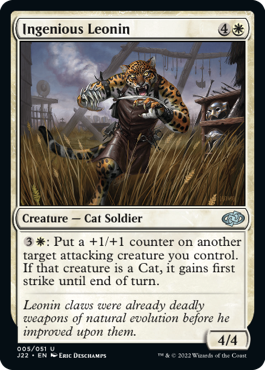 Ingenious Leonin 4
Creature — Cat Soldier
3 : Put a +1/+1 counter on another
target attacking creature you control.
If that creature is a Cat, it gains first
strike until end of turn.
Leonin claws were already deadly
weapons of natural evolution before he
improved upon them.
4/4
005/051 U
J22 • EN Eric Deschamps ™ & © 2022 Wizards of the Coast